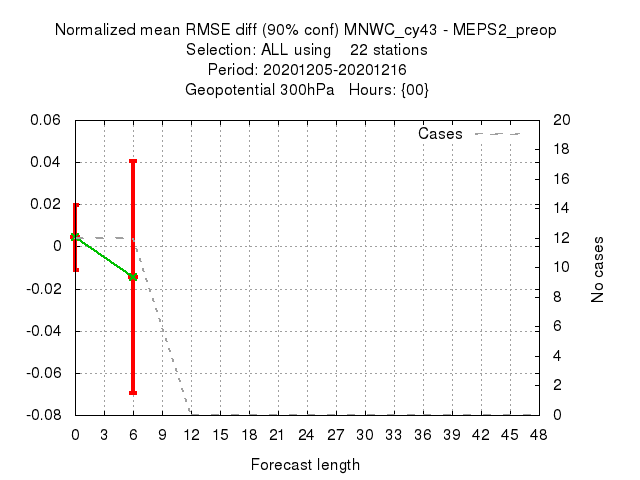 Normalized mean RMSE diff (90% conf) MNWC_cy43 - MEPS2_preop
Selection: ALL using    22 stations
Period: 20201205-20201216
Geopotential 300hPa   Hours: {00}
Cases
0.06
0.04
0.02
0
-0.02
-0.04
-0.06
-0.08
20
18
16
14
12
10
8
6
4
2
0
No cases
0 3 6 9 12 15 18 21 24 27 30 33 36 39 42 45 48
Forecast length